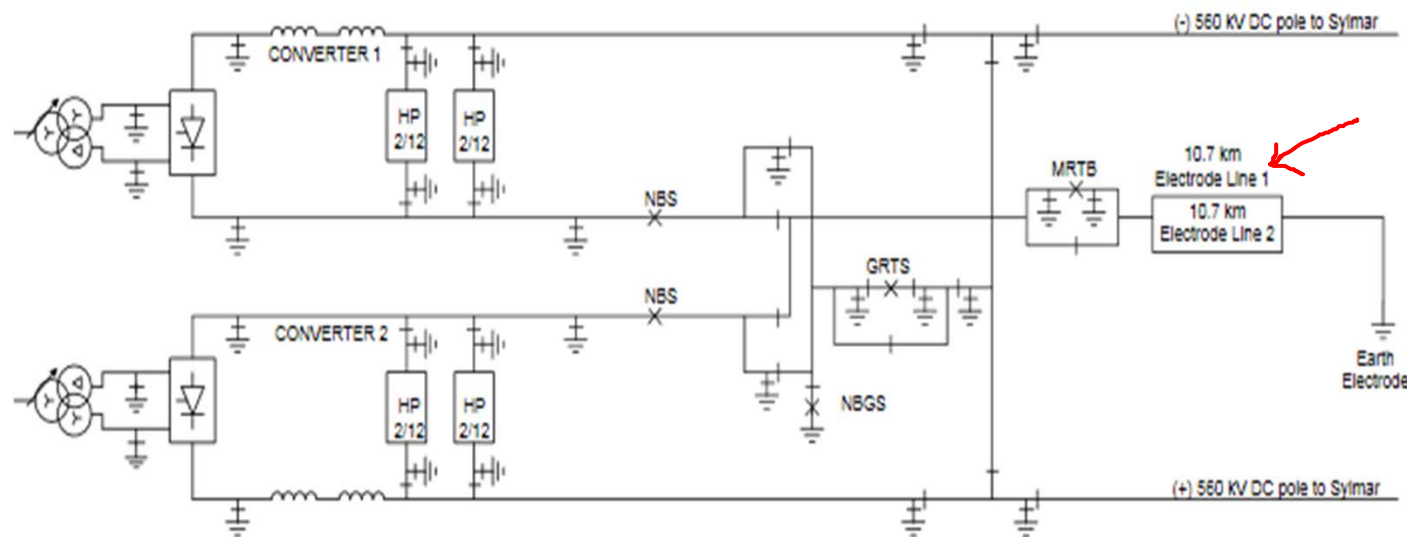 (-) 560 kV DC pole to Sylmar
CONVERTER 1
Y
Y
Δ
HP
2/12
HP
2/12
10.7 km
Electrode Line 1
MRTB
10.7 km
Electrode Line 2
NBS
GRTS
NBS
CONVERTER 2
Earth
Electrode
Δ
Y
Y
HP
2/12
HP
2/12
NBGS
(+) 560 kV DC pole to Sylmar